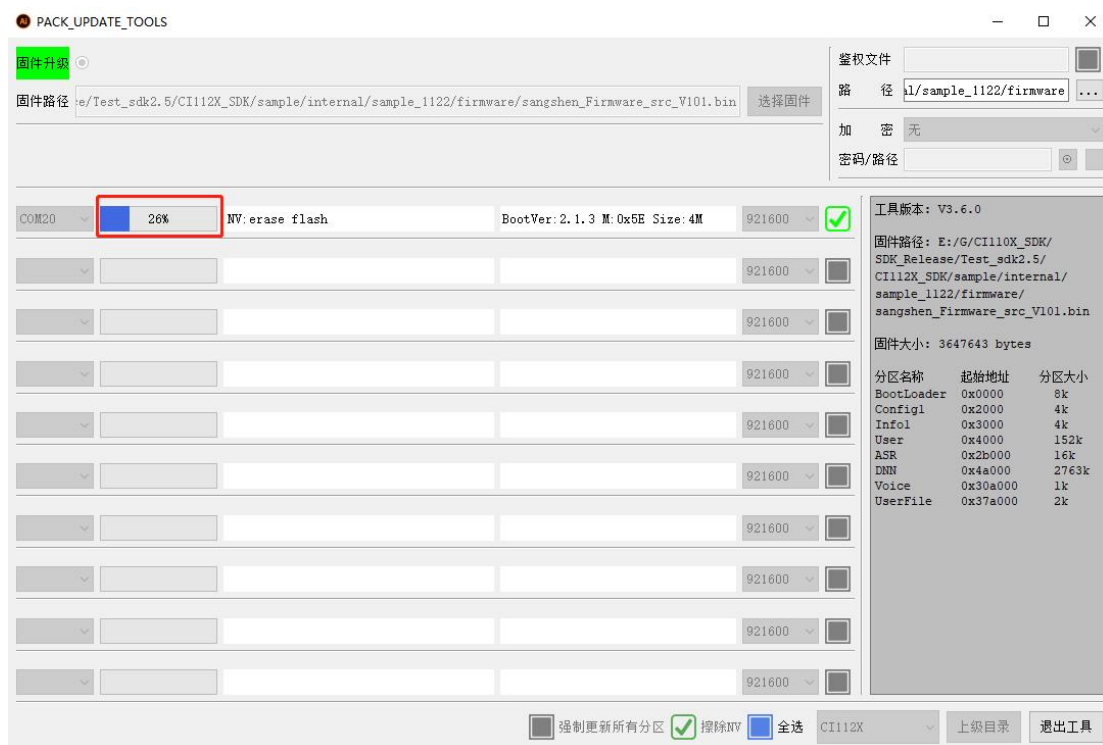 PACK_UPDATE_TOOLS
固件升级
固件路径 :e/Test_sdk2.5/CI112X_SDK/sample/internal/sample_1122/firmware/sangshen_Firmware_src_V101.bin 选择固件
鉴权文件
路 径 al/sample_1122/firmware ...
加 密 无
密码/路径
COM20 26% NV:erase flash BootVer:2.1.3 M:0x5E Size:4M 921600
921600
921600
921600
921600
921600
921600
921600
921600
921600
工具版本: V3.6.0
固件路径: E:/G/CI110X_SDK/
SDK_Release/Test_sdk2.5/
CI112X_SDK/sample/internal/
sample_1122/firmware/
sangshen_Firmware_src_V101.bin
固件大小: 3647643 bytes
分区名称 起始地址 分区大小
BootLoader 0x0000 8k
Config1 0x2000 4k
Info1 0x3000 4k
User 0x4000 152k
ASR 0x2b000 16k
DNN 0x4a000 2763k
Voice 0x30a000 1k
UserFile 0x37a000 2k
强制更新所有分区 擦除NV 全选 CI112X 上级目录 退出工具